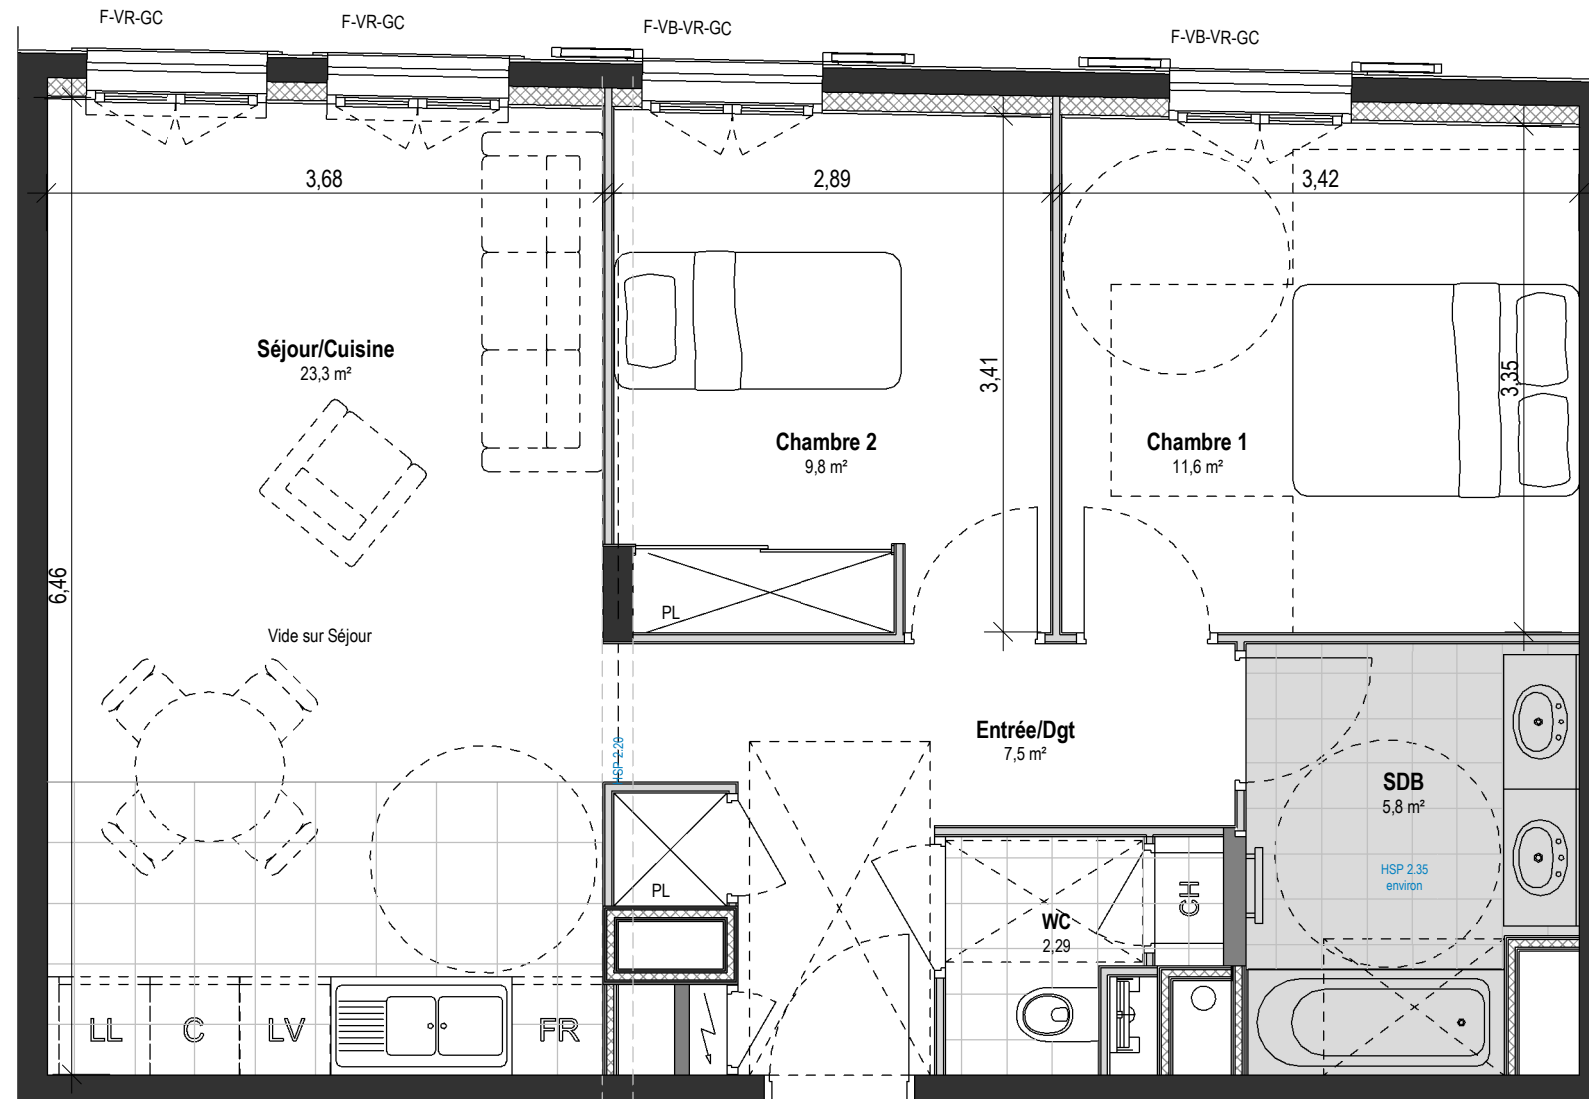 F-VR-GC
F-VR-GC
F-VB-VR-GC
F-VB-VR-GC
3,68
2,89
3,42
Séjour/Cuisine
23,3 m²
3,41
3,35
Chambre 2
9,8 m²
Chambre 1
11,6 m²
6,46
PL
Vide sur Séjour
Entrée/Dgt
7,5 m²
HSP 2.20
SDB
5,8 m²
HSP 2.35
environ
PL
CH
WC
2,29
LL
C
LV
FR